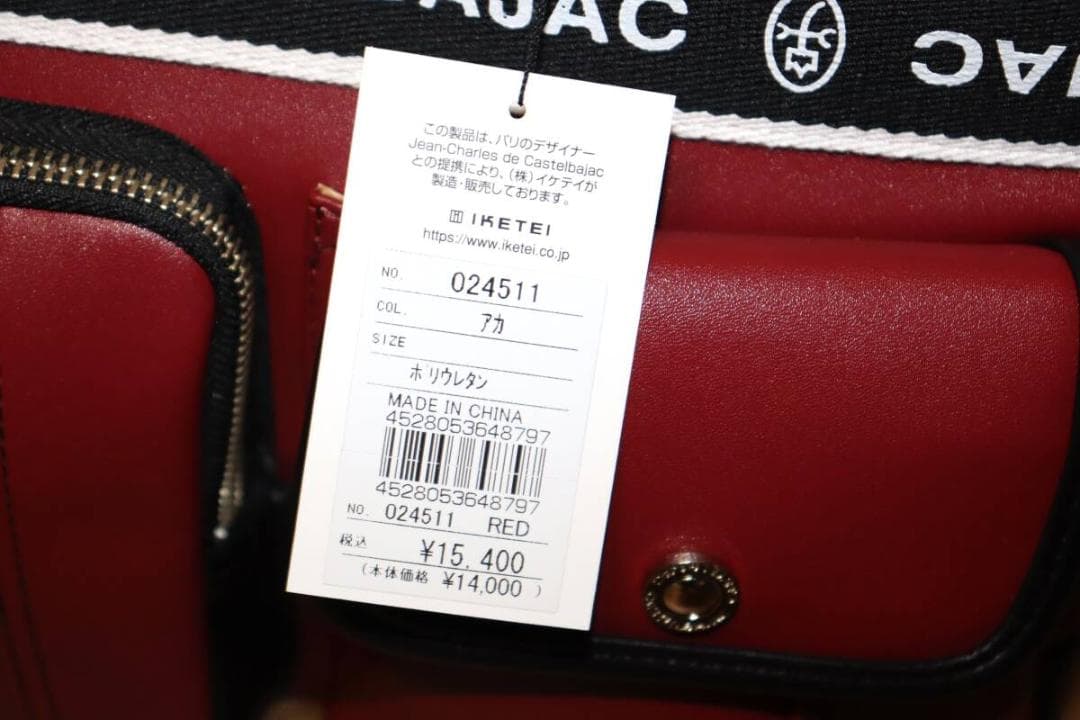 AJAC
CAJ
この製品は、パリのデザイナー
Jean-Charles de Castelbajac
との提携により、(株)イケテイが
製造・販売しております。
IKETEI
https://www.iketei.co.jp
NO. 024511
COL. アカ
SIZE
ポリウレタン
MADE IN CHINA
4528053648797
4528053648797
NO. 024511 RED
税込 ¥15,400
(本体価格 ¥14,000 )